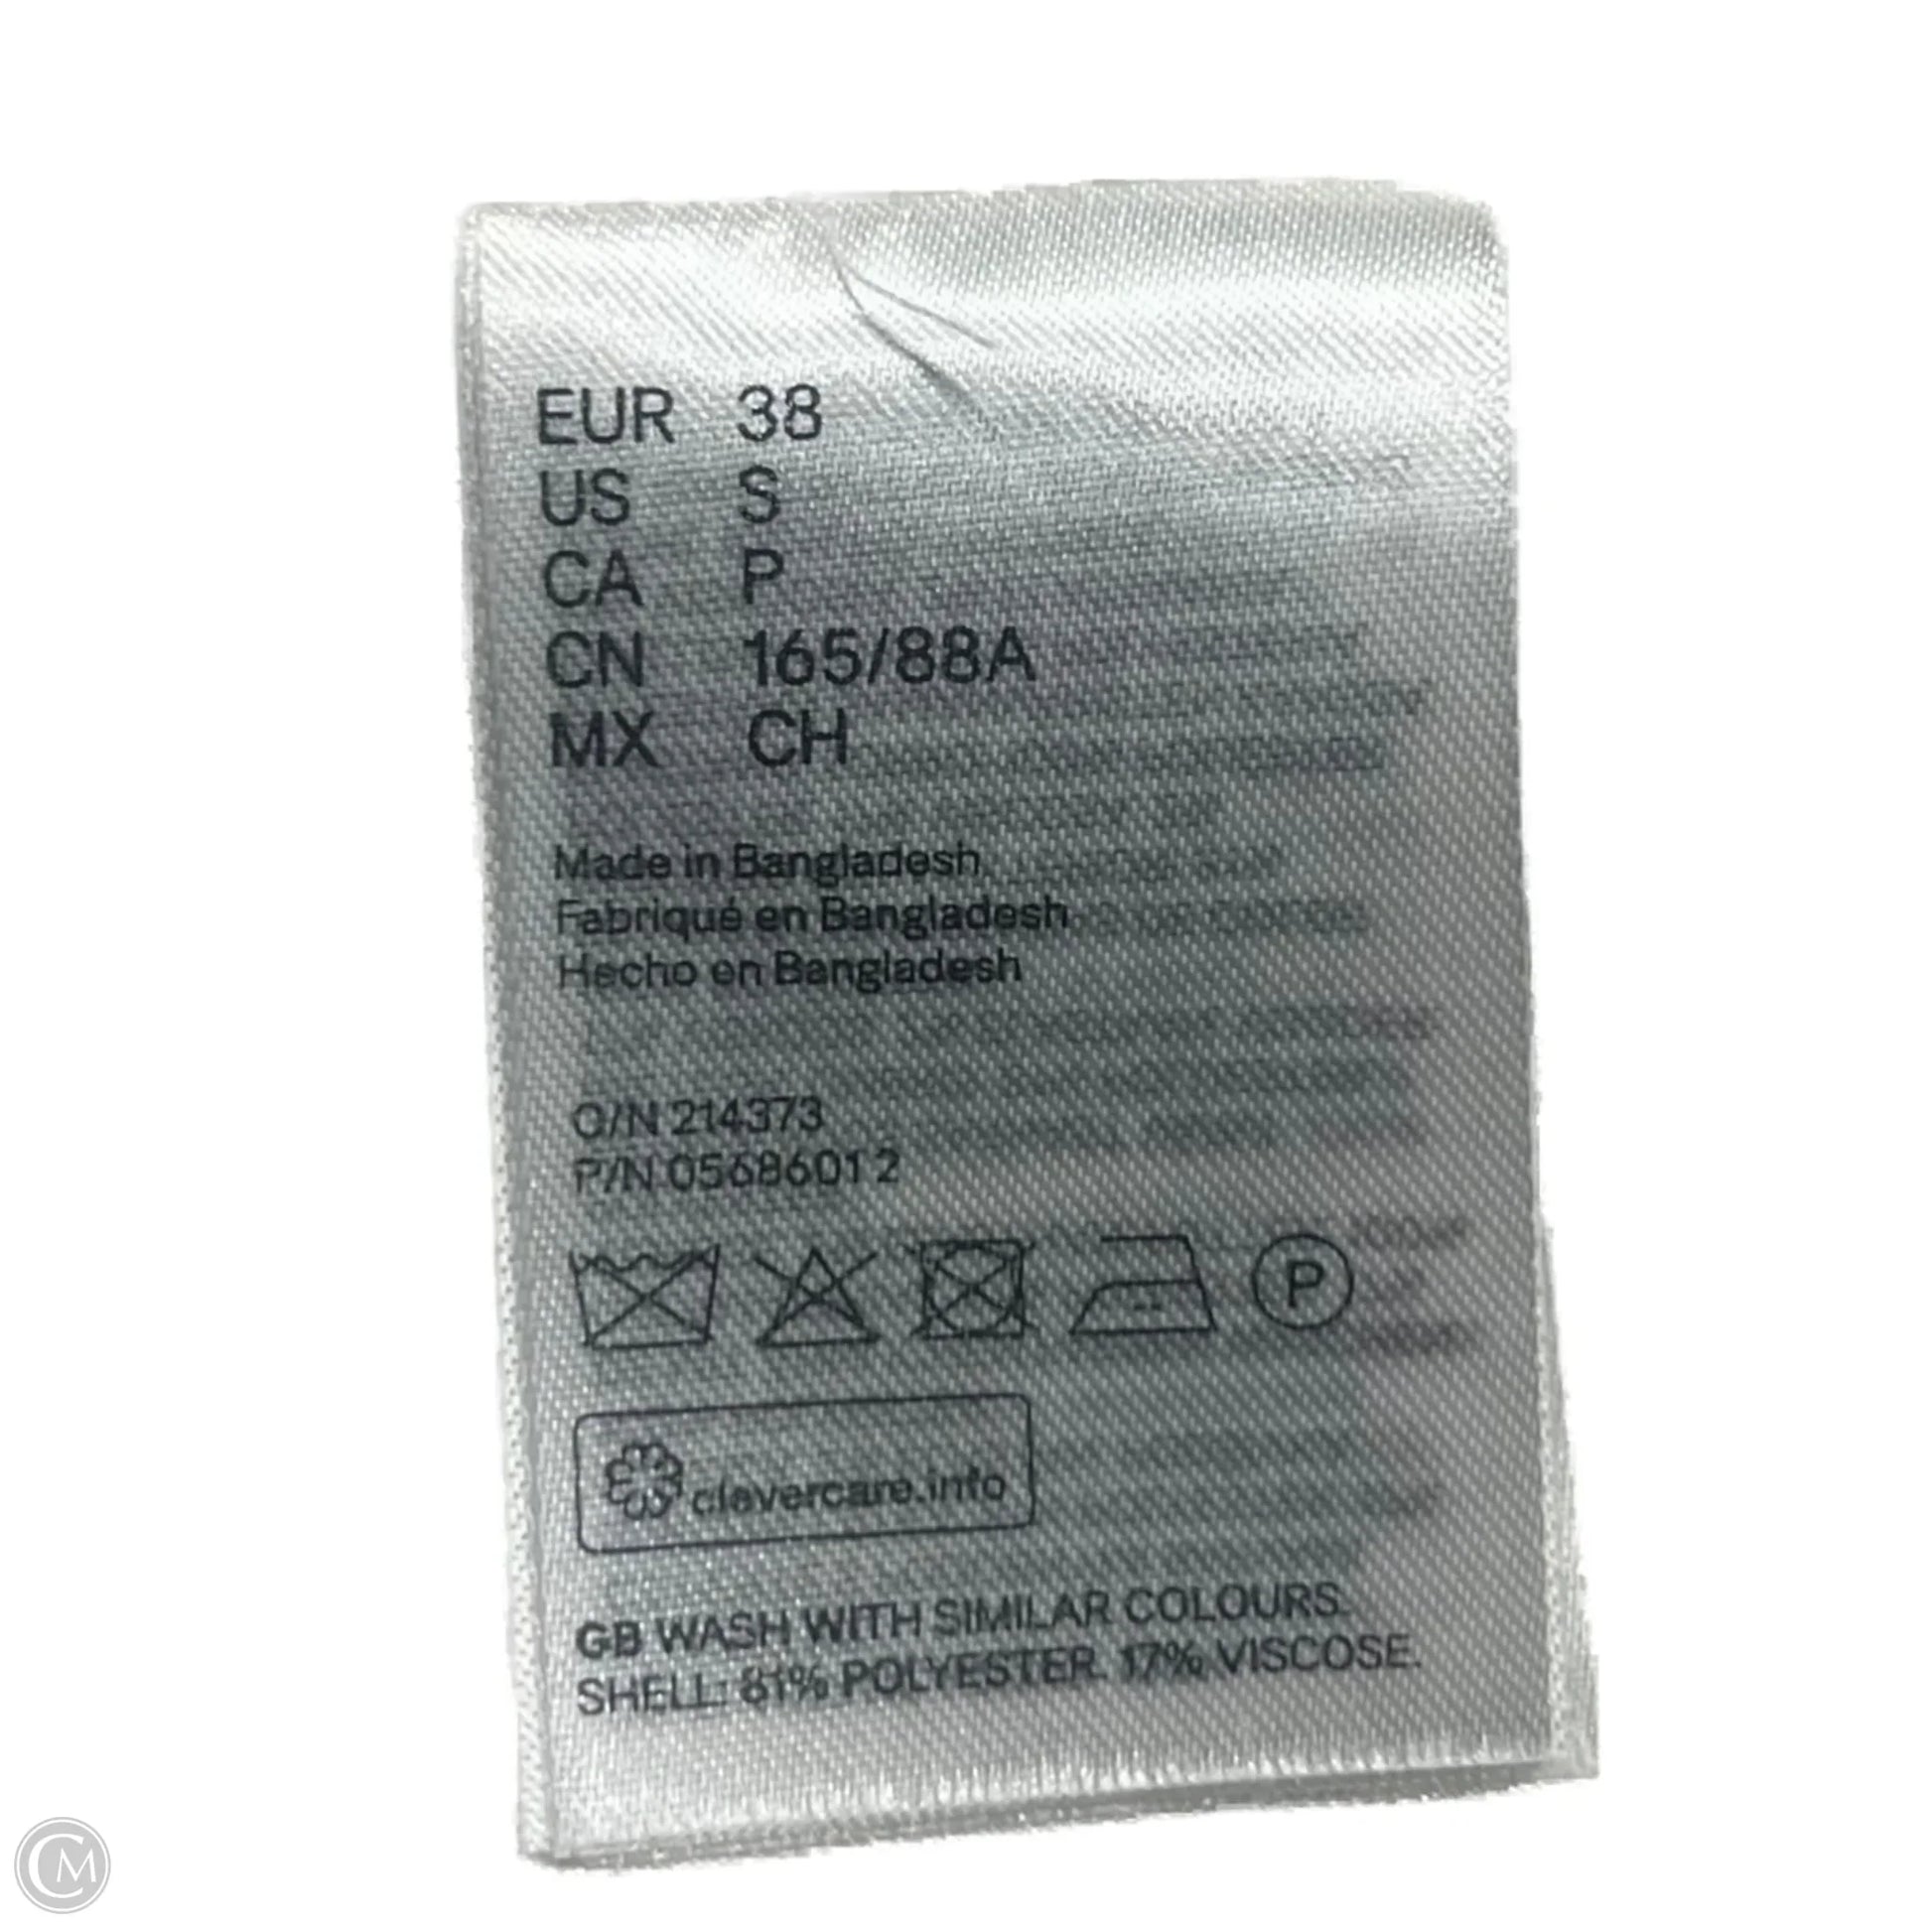 EUR 38
US S
CA P
CN 165/88A
MX CH
Made in Bangladesh
Fabriqué en Bangladesh
Hecho en Bangladesh
O/N 214373
P/N 0568601 2
P
clevercare.info
GB WASH WITH SIMILAR COLOURS.
SHELL: 81% POLYESTER. 17% VISCOSE.
CM